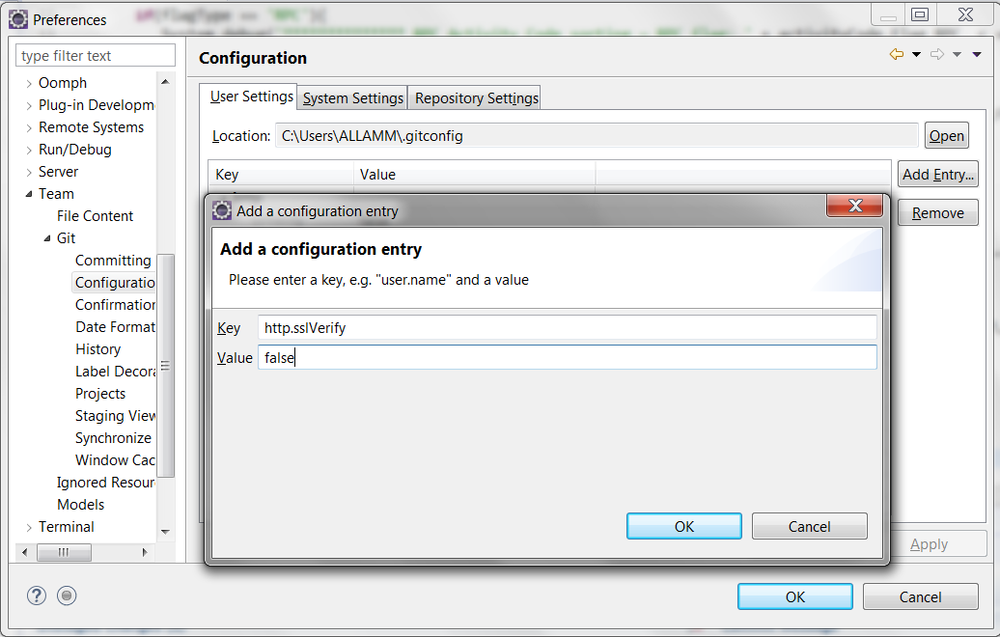 Preferences
type filter text
Configuration
Oomph
Plug-in Developm
Remote Systems
Run/Debug
Server
Team
File Content
Git
Committing
Configuratio
Confirmation
Date Format
History
Label Decora
Projects
Staging View
Synchronize
Window Cac
Ignored Resour
Models
Terminal
User Settings
System Settings
Repository Settings
Location:
C:\Users\ALLAMM\.gitconfig
Open
Key
Value
Add Entry...
Remove
Add a configuration entry
Add a configuration entry
Please enter a key, e.g. "user.name" and a value
Key
http.sslVerify
Value
false
OK
Cancel
Apply
OK
Cancel